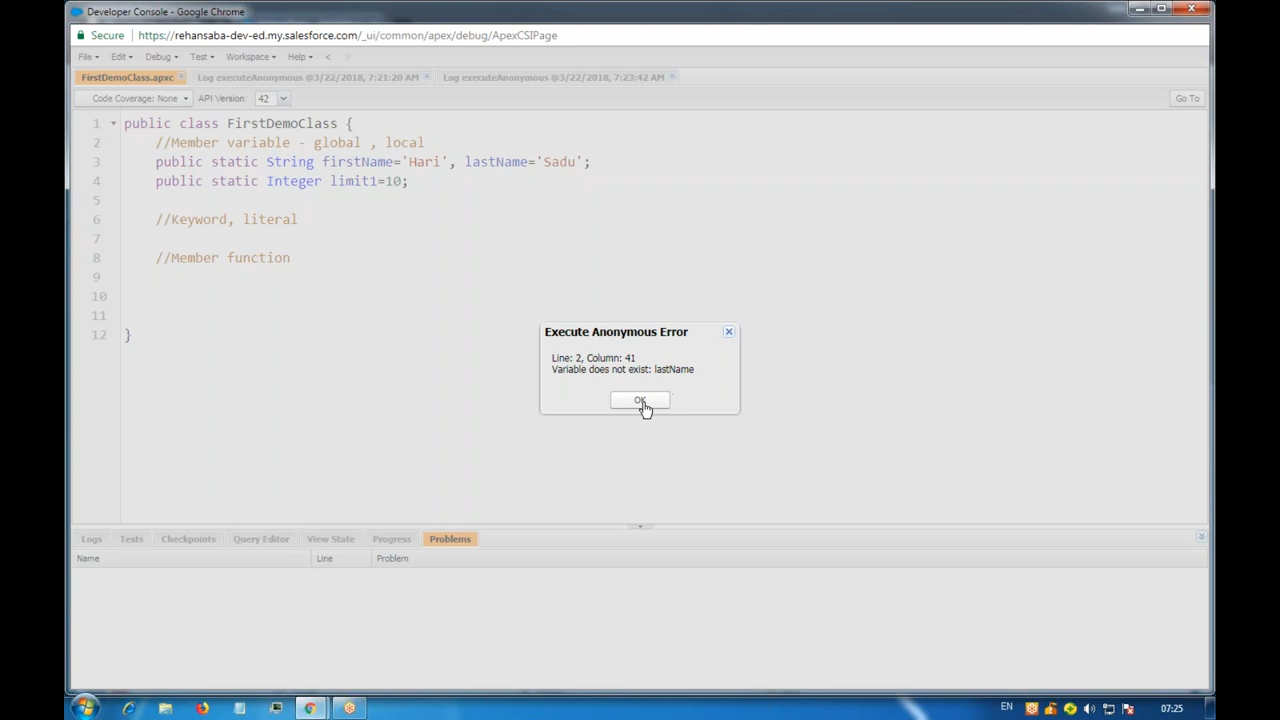 Developer Console - Google Chrome
Secure https://rehansaba-dev-ed.my.salesforce.com/_ui/common/apex/debug/ApexCSIPage
File Edit Debug Test Workspace Help < >
FirstDemoClass.apxc Log executeAnonymous @3/22/2018, 7:21:20 AM Log executeAnonymous @3/22/2018, 7:23:42 AM
Code Coverage: None API Version: 42 Go To
1 public class FirstDemoClass {
2 //Member variable - global , local
3 public static String firstName='Hari', lastName='Sadu';
4 public static Integer limit1=10;
5
6 //Keyword, literal
7
8 //Member function
9
10
11
12 }
Execute Anonymous Error
Line: 2, Column: 41
Variable does not exist: lastName
OK
Logs Tests Checkpoints Query Editor View State Progress Problems
Name Line Problem
EN 07:25